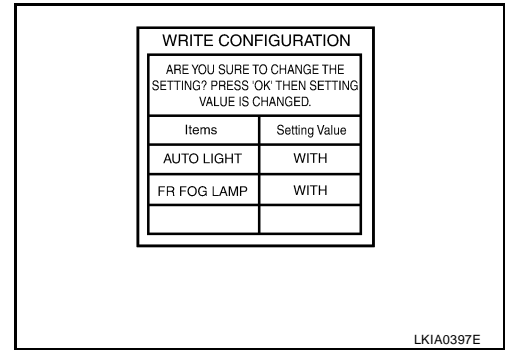 WRITE CONFIGURATION
ARE YOU SURE TO CHANGE THE
SETTING? PRESS 'OK' THEN SETTING
VALUE IS CHANGED.
Items Setting Value
AUTO LIGHT WITH
FR FOG LAMP WITH
LKIA0397E